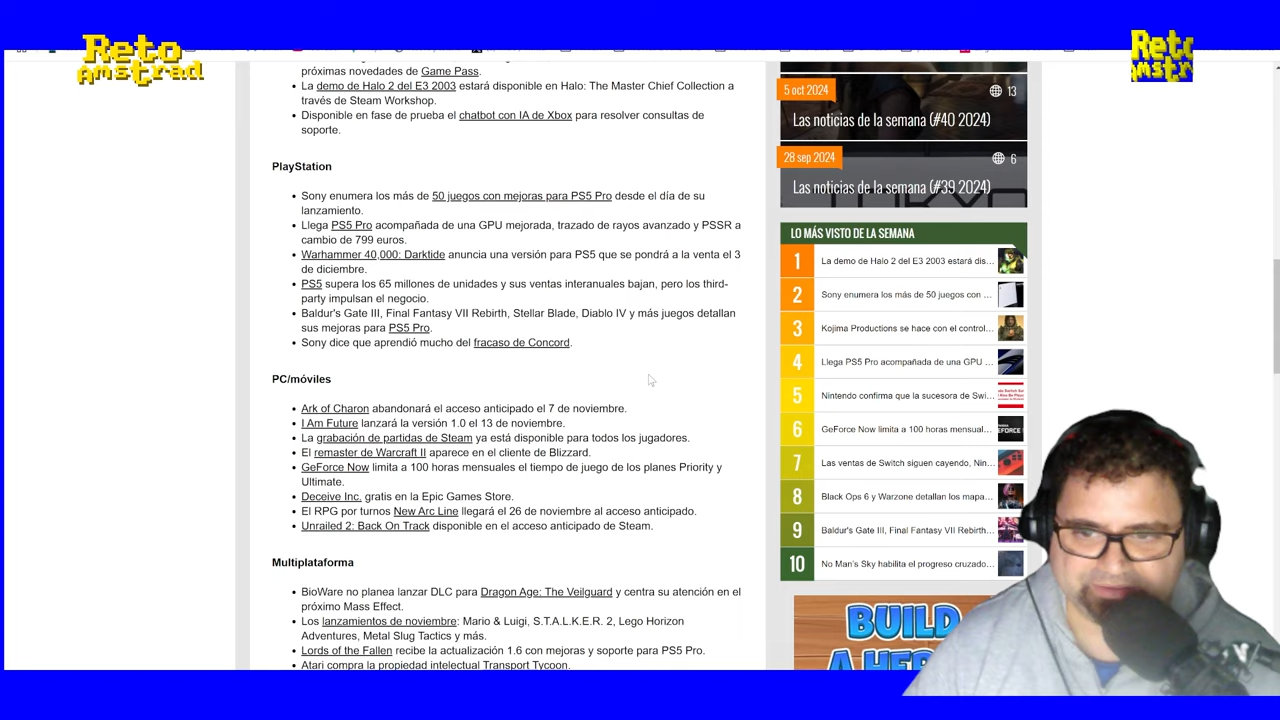 Reto
Amstrad
Reto
Amstr
próximas novedades de Game Pass.
La demo de Halo 2 del E3 2003 estará disponible en Halo: The Master Chief Collection a
través de Steam Workshop.
Disponible en fase de prueba el chatbot con IA de Xbox para resolver consultas de
soporte.
PlayStation
Sony enumera los más de 50 juegos con mejoras para PS5 Pro desde el día de su
lanzamiento.
Llega PS5 Pro acompañada de una GPU mejorada, trazado de rayos avanzado y PSSR a
cambio de 799 euros.
Warhammer 40,000: Darktide anuncia una versión para PS5 que se pondrá a la venta el 3
de diciembre.
PS5 supera los 65 millones de unidades y sus ventas interanuales bajan, pero los third-
party impulsan el negocio.
Baldur's Gate III, Final Fantasy VII Rebirth, Stellar Blade, Diablo IV y más juegos detallan
sus mejoras para PS5 Pro.
Sony dice que aprendió mucho del fracaso de Concord.
PC/móviles
Ark of Charon abandonará el acceso anticipado el 7 de noviembre.
I Am Future lanzará la versión 1.0 el 13 de noviembre.
La grabación de partidas de Steam ya está disponible para todos los jugadores.
El remaster de Warcraft II aparece en el cliente de Blizzard.
GeForce Now limita a 100 horas mensuales el tiempo de juego de los planes Priority y
Ultimate.
Deceive Inc. gratis en la Epic Games Store.
El RPG por turnos New Arc Line llegará el 26 de noviembre al acceso anticipado.
Unrailed 2: Back On Track disponible en el acceso anticipado de Steam.
Multiplataforma
BioWare no planea lanzar DLC para Dragon Age: The Veilguard y centra su atención en el
próximo Mass Effect.
Los lanzamientos de noviembre: Mario & Luigi, S.T.A.L.K.E.R. 2, Lego Horizon
Adventures, Metal Slug Tactics y más.
Lords of the Fallen recibe la actualización 1.6 con mejoras y soporte para PS5 Pro.
Atari compra la propiedad intelectual Transport Tycoon.
5 oct 2024
13
Las noticias de la semana (#40 2024)
28 sep 2024
6
Las noticias de la semana (#39 2024)
LO MÁS VISTO DE LA SEMANA
1 La demo de Halo 2 del E3 2003 estará dis...
2 Sony enumera los más de 50 juegos con ...
3 Kojima Productions se hace con el control...
4 Llega PS5 Pro acompañada de una GPU ...
5 Nintendo confirma que la sucesora de Swi...
6 GeForce Now limita a 100 horas mensual...
7 Las ventas de Switch siguen cayendo, Nin...
8 Black Ops 6 y Warzone detallan los mapa...
9 Baldur's Gate III, Final Fantasy VII Rebirth...
10 No Man's Sky habilita el progreso cruzado...
BUILD